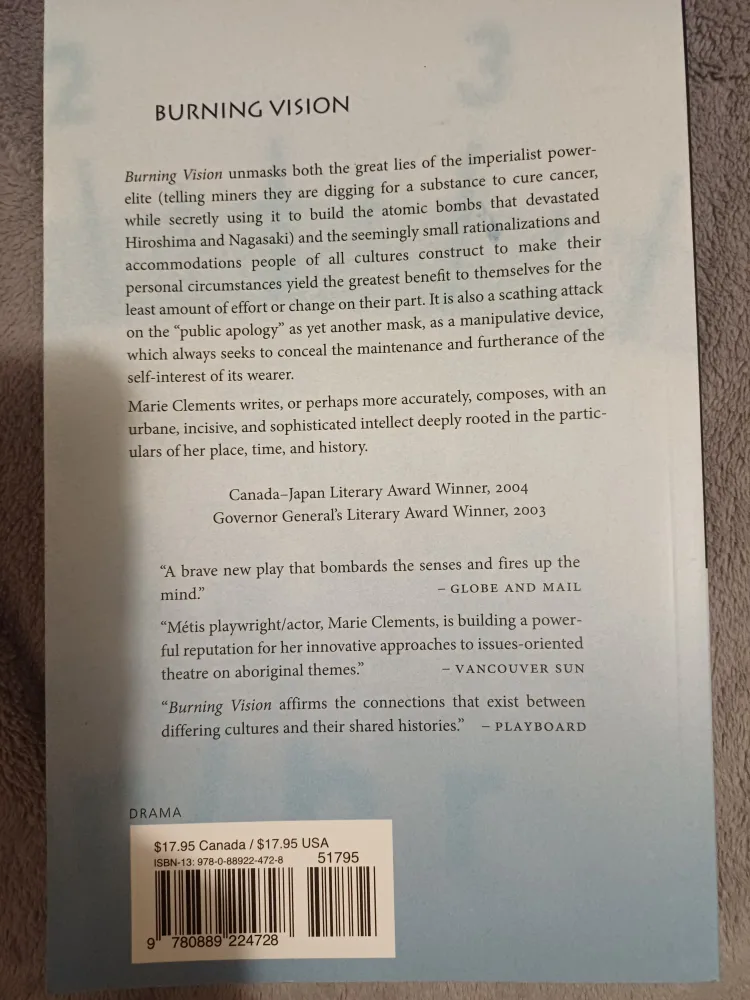 BURNING VISION
Burning Vision unmasks both the great lies of the imperialist power-
elite (telling miners they are digging for a substance to cure cancer,
while secretly using it to build the atomic bombs that devastated
Hiroshima and Nagasaki) and the seemingly small rationalizations and
accommodations people of all cultures construct to make their
personal circumstances yield the greatest benefit to themselves for the
least amount of effort or change on their part. It is also a scathing attack
on the “public apology” as yet another mask, as a manipulative device,
which always seeks to conceal the maintenance and furtherance of the
self-interest of its wearer.
Marie Clements writes, or perhaps more accurately, composes, with an
urbane, incisive, and sophisticated intellect deeply rooted in the partic-
ulars of her place, time, and history.
Canada–Japan Literary Award Winner, 2004
Governor General's Literary Award Winner, 2003
“A brave new play that bombards the senses and fires up the
mind.” – GLOBE AND MAIL
“Métis playwright/actor, Marie Clements, is building a power-
ful reputation for her innovative approaches to issues-oriented
theatre on aboriginal themes.” – VANCOUVER SUN
“Burning Vision affirms the connections that exist between
differing cultures and their shared histories.” – PLAYBOARD
DRAMA
$17.95 Canada / $17.95 USA
ISBN-13: 978-0-88922-472-8
51795
9 780889 224728